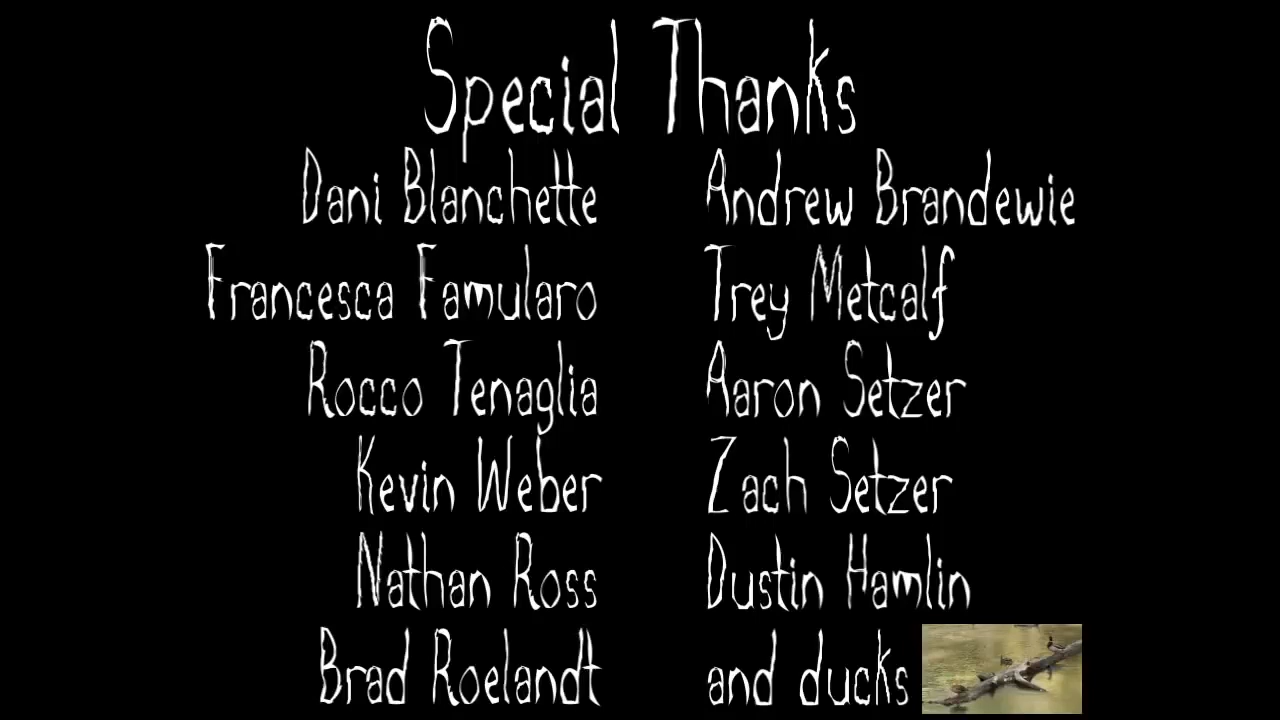 Special Thanks
Dani Blanchette
Francesca Famularo
Rocco Tenaglia
Kevin Weber
Nathan Ross
Brad Roelandt
Andrew Brandewie
Trey Metcalf
Aaron Setzer
Zach Setzer
Dustin Hamlin
and ducks